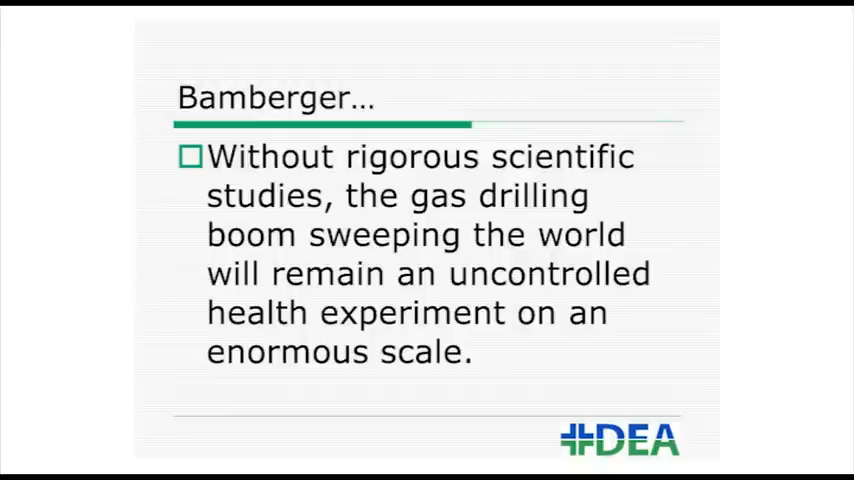 Bamberger…
Without rigorous scientific
studies, the gas drilling
boom sweeping the world
will remain an uncontrolled
health experiment on an
enormous scale.
DEA